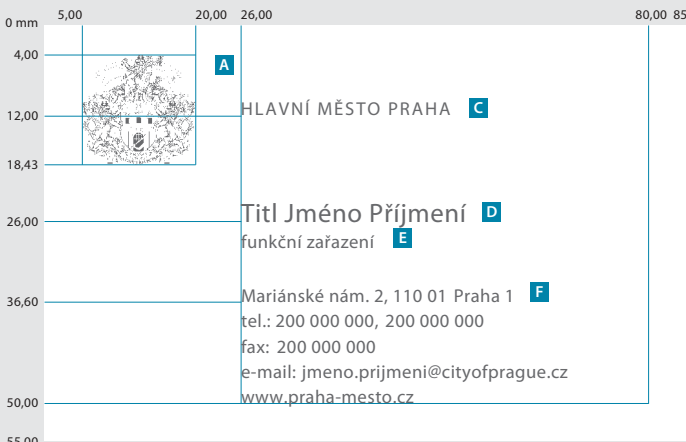 5,00 20,00 26,00 80,00 85
0 mm
4,00
A
12,00 HLAVNÍ MĚSTO PRAHA C
18,43
Titl Jméno Příjmení D
26,00
funkční zařazení E
Mariánské nám. 2, 110 01 Praha 1 F
36,60
tel.: 200 000 000, 200 000 000
fax: 200 000 000
e-mail: jmeno.prijmeni@cityofprague.cz
www.praha-mesto.cz
50,00
55,00